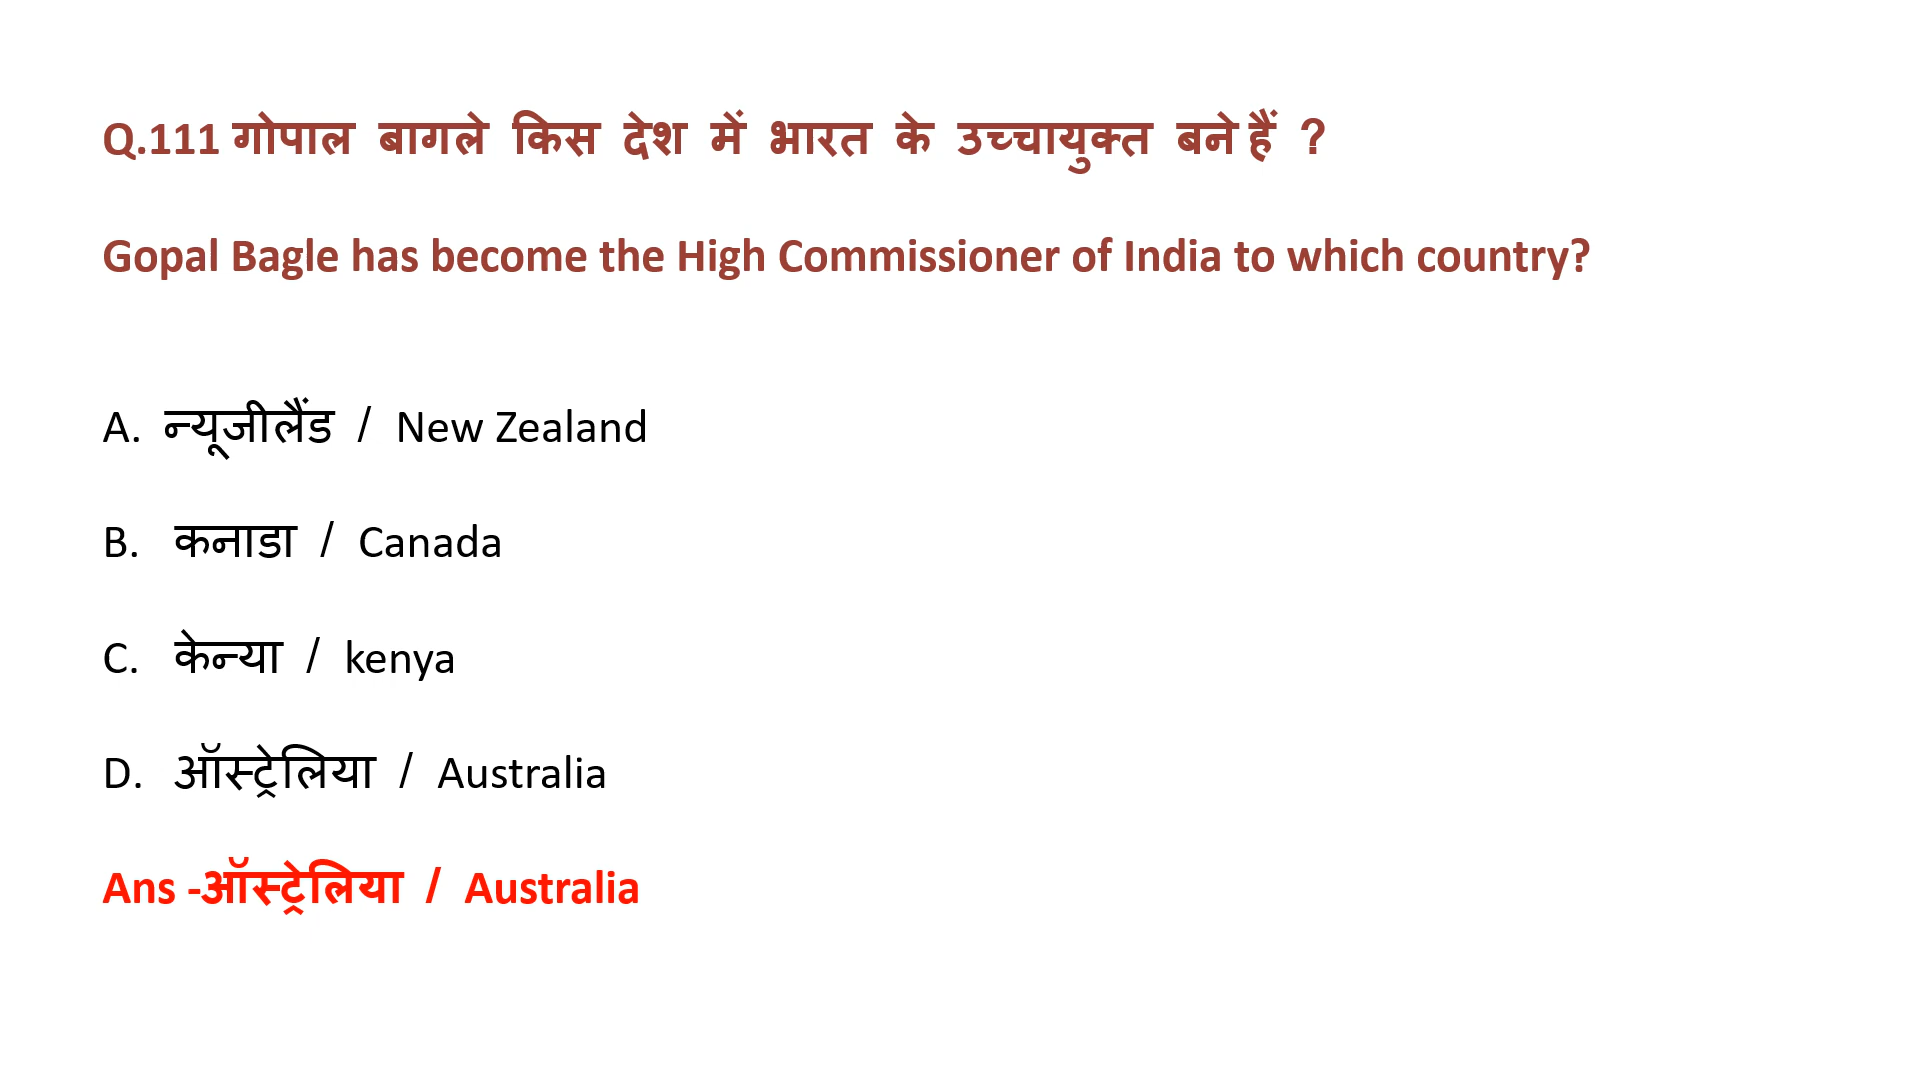 Q.111 गोपाल बागले किस देश में भारत के उच्चायुक्त बने हैं ?
Gopal Bagle has become the High Commissioner of India to which country?
A. न्यूजीलैंड / New Zealand
B. कनाडा / Canada
C. केन्या / kenya
D. ऑस्ट्रेलिया / Australia
Ans -ऑस्ट्रेलिया / Australia